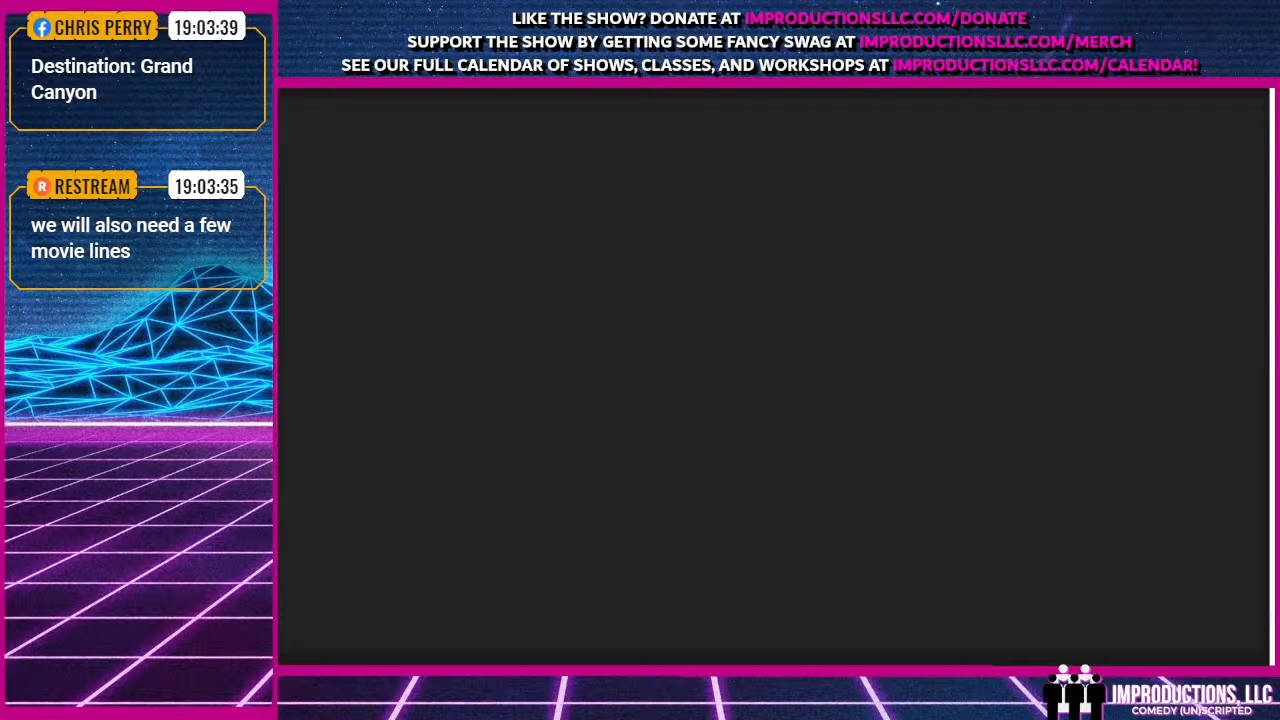 CHRIS PERRY 19:03:39
Destination: Grand
Canyon
R RESTREAM 19:03:35
we will also need a few
movie lines
LIKE THE SHOW? DONATE AT IMPRODUCTIONSLLC.COM/DONATE
SUPPORT THE SHOW BY GETTING SOME FANCY SWAG AT IMPRODUCTIONSLLC.COM/MERCH
SEE OUR FULL CALENDAR OF SHOWS, CLASSES, AND WORKSHOPS AT IMPRODUCTIONSLLC.COM/CALENDAR!
IMPRODUCTIONS, LLC
COMEDY (UN)SCRIPTED